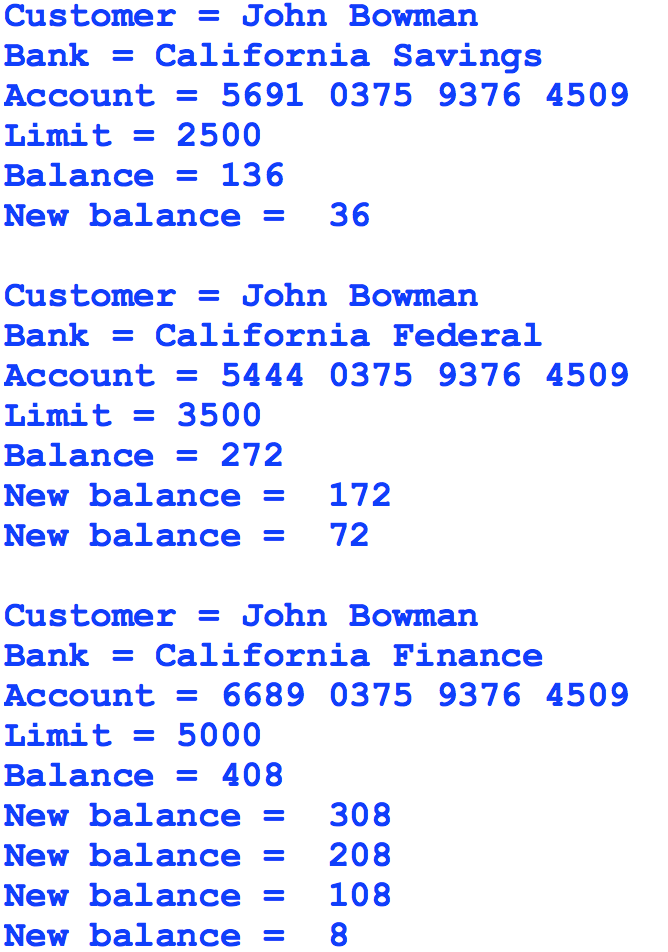 Customer = John Bowman
Bank = California Savings
Account = 5691 0375 9376 4509
Limit = 2500
Balance = 136
New balance =  36

Customer = John Bowman
Bank = California Federal
Account = 5444 0375 9376 4509
Limit = 3500
Balance = 272
New balance =  172
New balance =  72

Customer = John Bowman
Bank = California Finance
Account = 6689 0375 9376 4509
Limit = 5000
Balance = 408
New balance =  308
New balance =  208
New balance =  108
New balance =  8